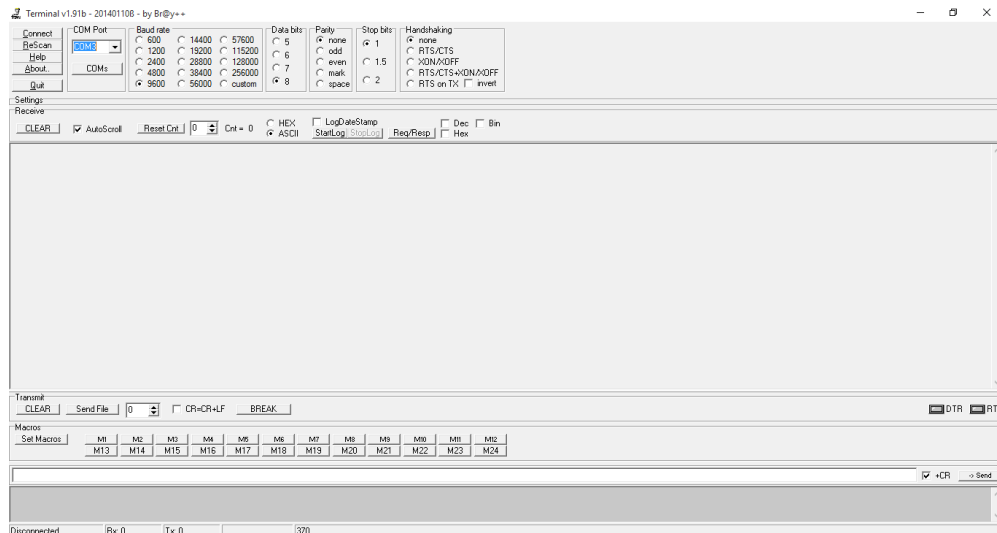 Terminal v1.91b - 201401108 - by Br@y++
Connect
ReScan
Help
About..
Quit
COM Port
COM3
COMs
Baud rate
600 14400 57600
1200 19200 115200
2400 28800 128000
4800 38400 256000
9600 56000 custom
Data bits
5
6
7
8
Parity
none
odd
even
mark
space
Stop bits
1
1.5
2
Handshaking
none
RTS/CTS
XON/XOFF
RTS/CTS+XON/XOFF
RTS on TX invert
Settings
Receive
CLEAR AutoScroll Reset Cnt 0 Cnt = 0
HEX
ASCII
LogDateStamp
StartLog StopLog Req/Resp
Dec Bin
Hex
Transmit
CLEAR Send File 0 CR=CR+LF BREAK DTR RT
Macros
Set Macros M1 M2 M3 M4 M5 M6 M7 M8 M9 M10 M11 M12
M13 M14 M15 M16 M17 M18 M19 M20 M21 M22 M23 M24
+CR -> Send
Disconnected Rx: 0 Tx: 0 370